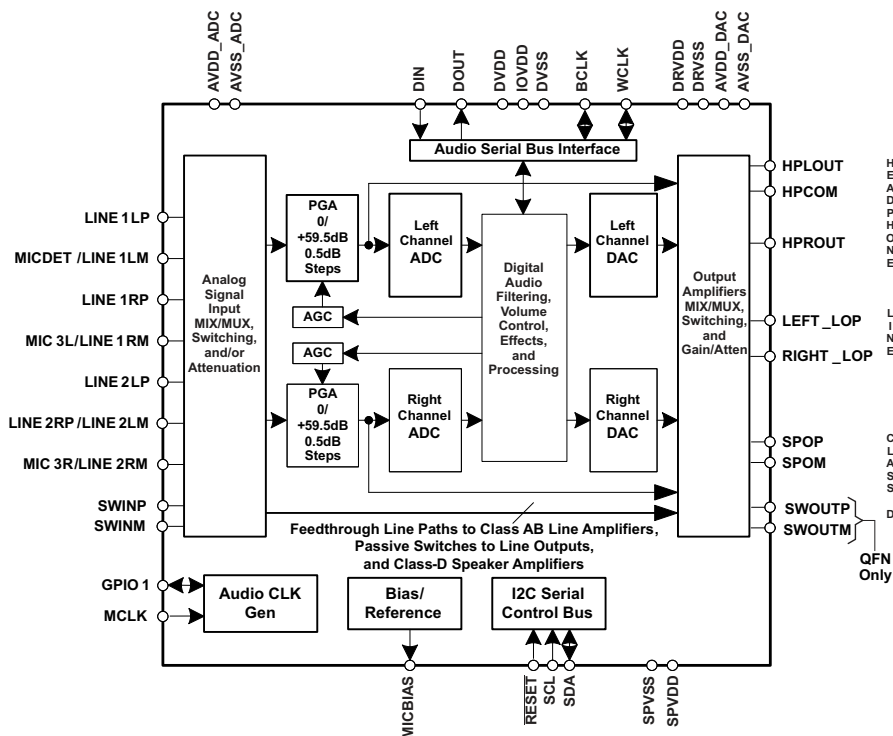 AVDD_ADC
AVSS_ADC
DIN
DOUT
DVDD
IOVDD
DVSS
BCLK
WCLK
DRVDD
DRVSS
AVDD_DAC
AVSS_DAC
Audio Serial Bus Interface
LINE 1LP
MICDET /LINE 1LM
LINE 1RP
MIC 3L/LINE 1RM
LINE 2LP
LINE 2RP /LINE 2LM
MIC 3R/LINE 2RM
SWINP
SWINM
GPIO 1
MCLK
Analog
Signal
Input
MIX/MUX,
Switching,
and/or
Attenuation
PGA
0/
+59.5dB
0.5dB
Steps
AGC
AGC
PGA
0/
+59.5dB
0.5dB
Steps
Left
Channel
ADC
Right
Channel
ADC
Digital
Audio
Filtering,
Volume
Control,
Effects,
and
Processing
Left
Channel
DAC
Right
Channel
DAC
Output
Amplifiers
MIX/MUX,
Switching,
and
Gain/Atten
HPLOUT
HPCOM
HPROUT
HEADPHONE
LEFT _LOP
RIGHT _LOP
LINE
SPOP
SPOM
CLASS D
SWOUTP
SWOUTM
QFN
Only
Feedthrough Line Paths to Class AB Line Amplifiers,
Passive Switches to Line Outputs,
and Class-D Speaker Amplifiers
Audio CLK
Gen
Bias/
Reference
I2C Serial
Control Bus
MICBIAS
RESET
SCL
SDA
SPVSS
SPVDD